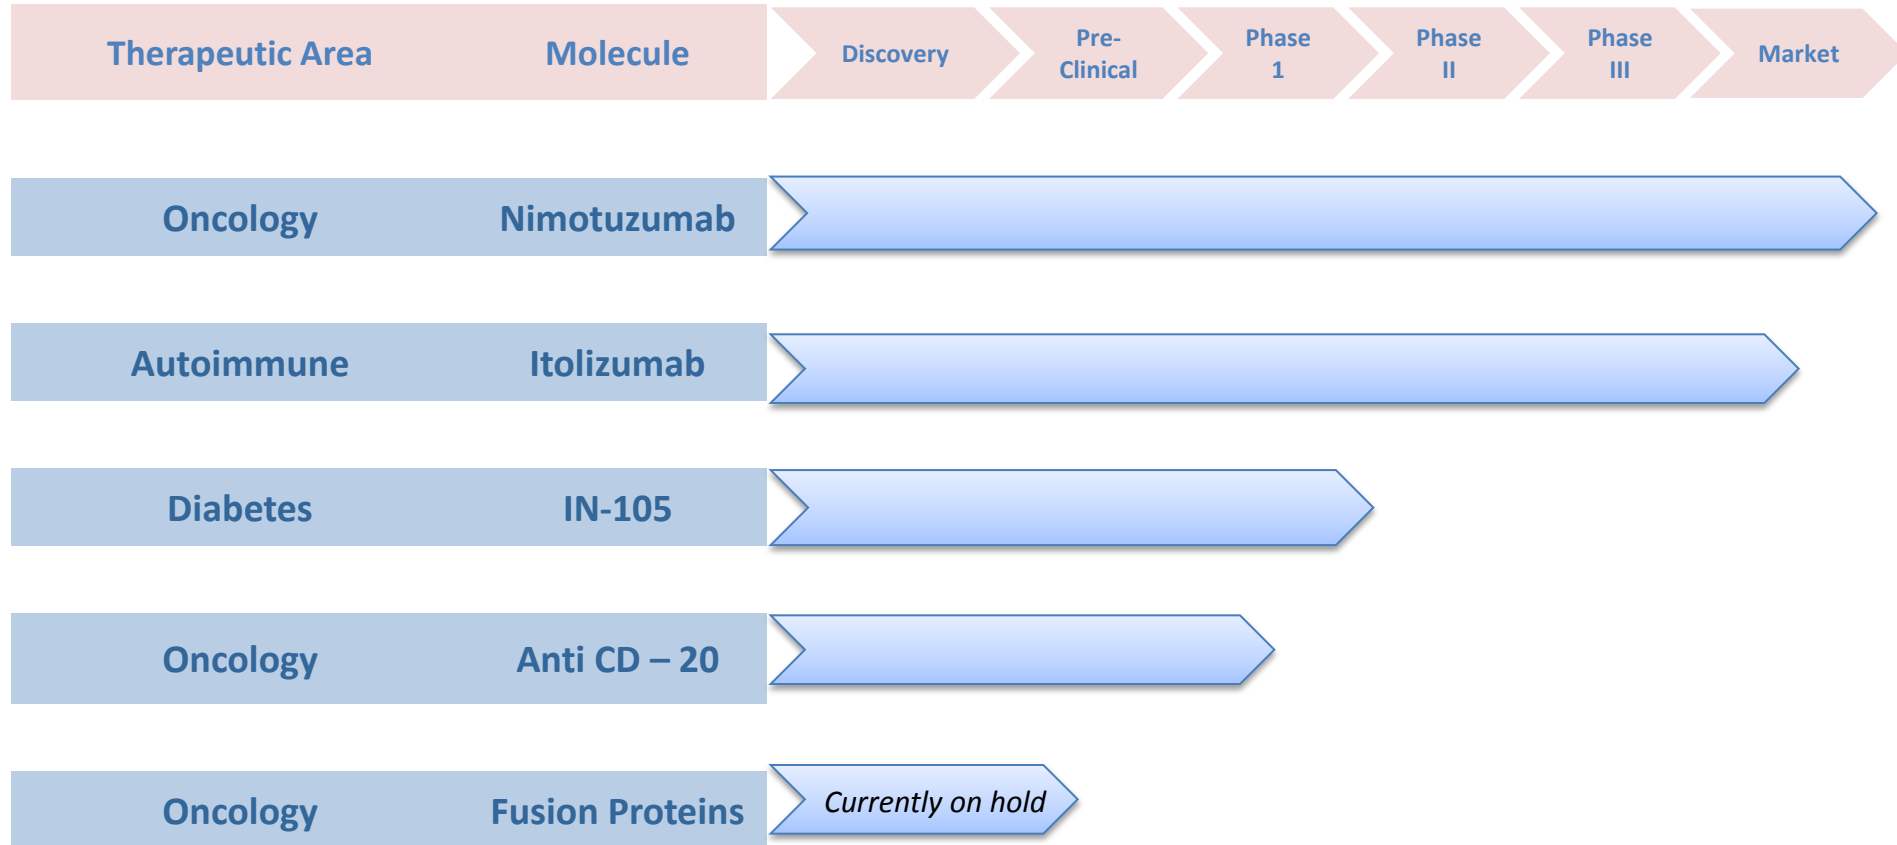 Therapeutic Area Molecule Discovery Pre-Clinical Phase 1 Phase II Phase III Market
Oncology Nimotuzumab
Autoimmune Itolizumab
Diabetes IN-105
Oncology Anti CD – 20
Oncology Fusion Proteins Currently on hold